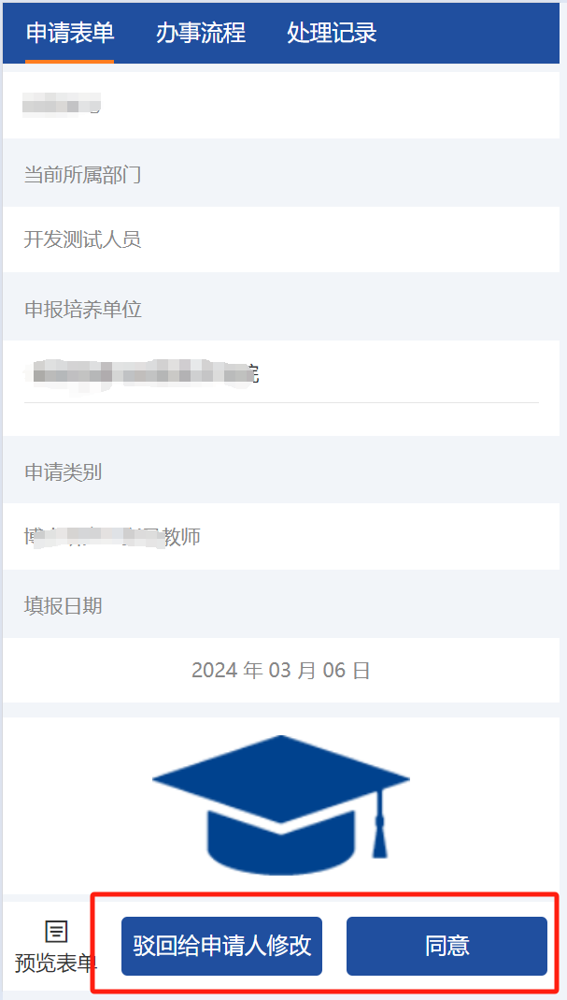 申请表单 办事流程 处理记录
当前所属部门
开发测试人员
申报培养单位
院
申请类别
博
教师
填报日期
2024 年 03 月 06 日
预览表单 驳回给申请人修改 同意